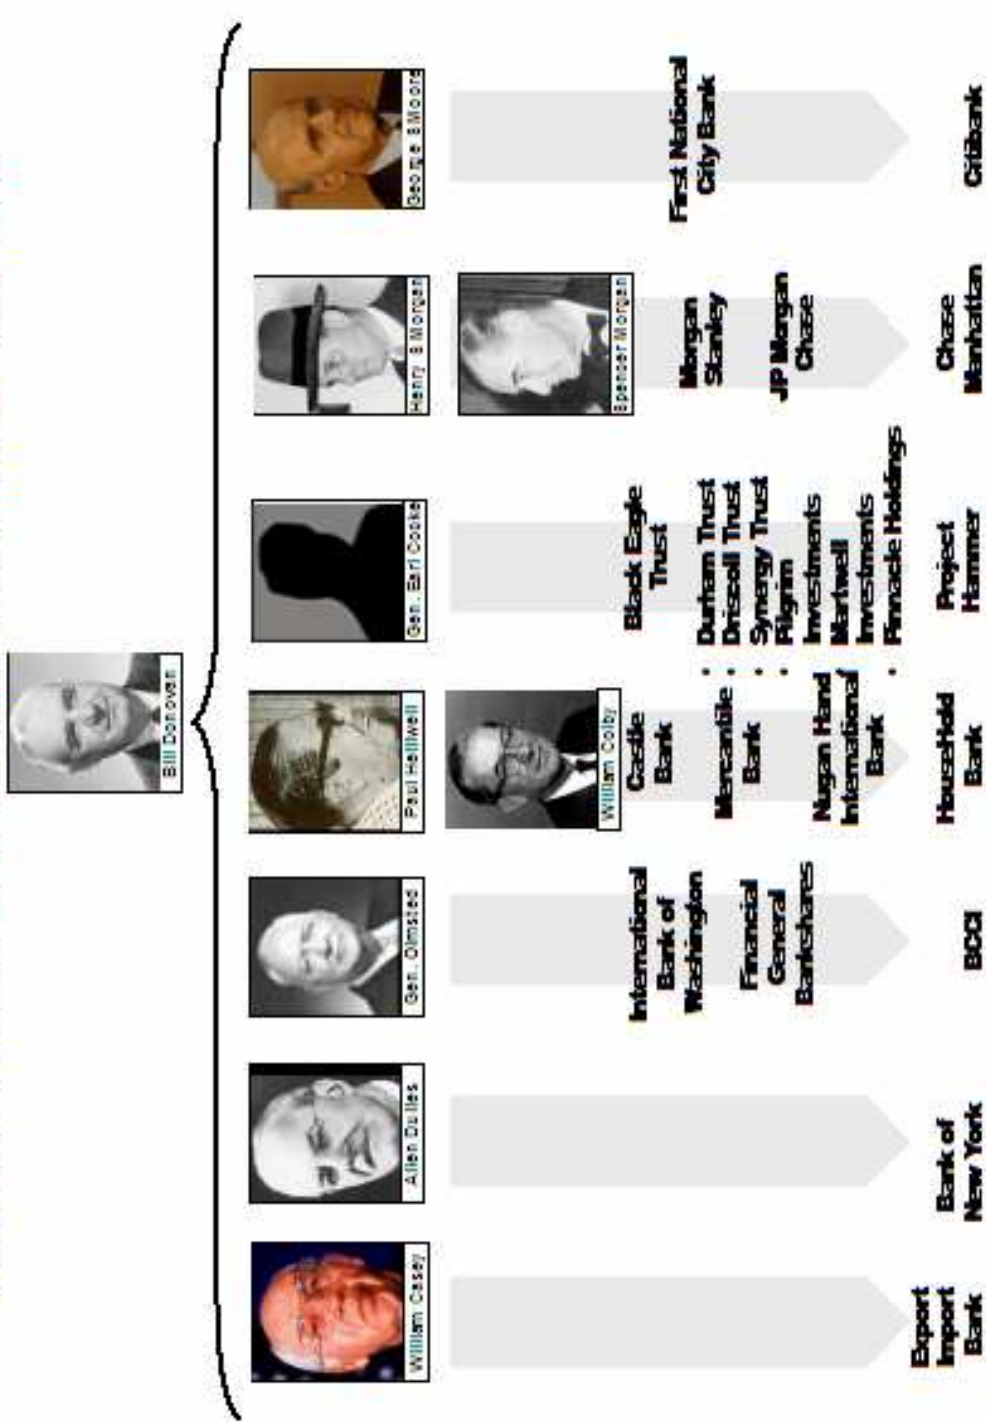 Bill Donovan
William Casey
Allen Dulles
Gen. Olmsted
Paul Helliwell
Gen. Earl Cocke
Henry S Morgan
George S Moore
William Colby
Spencer Morgan
International
Bank of
Washington
Financial
General
Bankshares
Castle
Bank
Mercantile
Bank
Nugan Hand
International
Bank
Black Eagle
Trust
• Durham Trust
• Driscoll Trust
• Synergy Trust
• Pilgrim
Investments
Martwell
Investments
• Pinnacle Holdings
Morgan
Stanley
JP Morgan
Chase
First National
City Bank
Export
Import
Bank
Bank of
New York
BCCI
HouseHold
Bank
Project
Hammer
Chase
Manhattan
Citibank